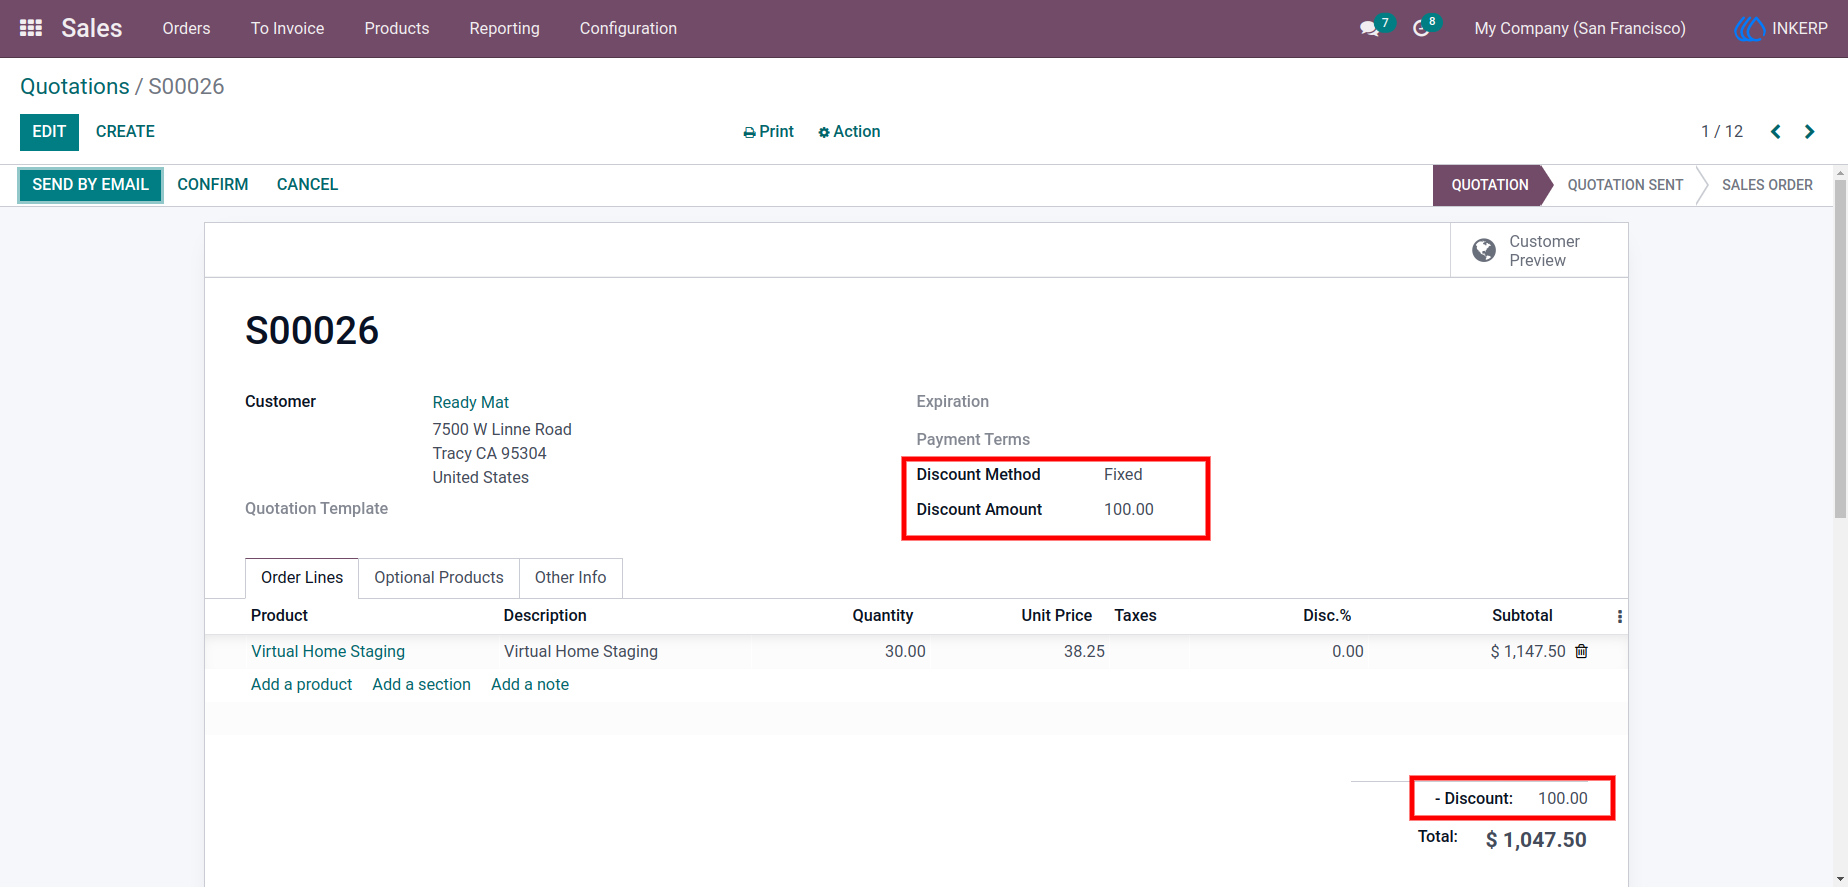 Sales Orders To Invoice Products Reporting Configuration 7 8 My Company (San Francisco) INKERP
Quotations / S00026
EDIT CREATE Print Action 1 / 12
SEND BY EMAIL CONFIRM CANCEL QUOTATION QUOTATION SENT SALES ORDER
Customer
Preview
S00026
Customer Ready Mat Expiration
7500 W Linne Road
Payment Terms
Tracy CA 95304
Discount Method Fixed
United States
Quotation Template Discount Amount 100.00
Order Lines Optional Products Other Info
Product Description Quantity Unit Price Taxes Disc.% Subtotal
Virtual Home Staging Virtual Home Staging 30.00 38.25 0.00 $ 1,147.50
Add a product Add a section Add a note
- Discount: 100.00
Total: $ 1,047.50